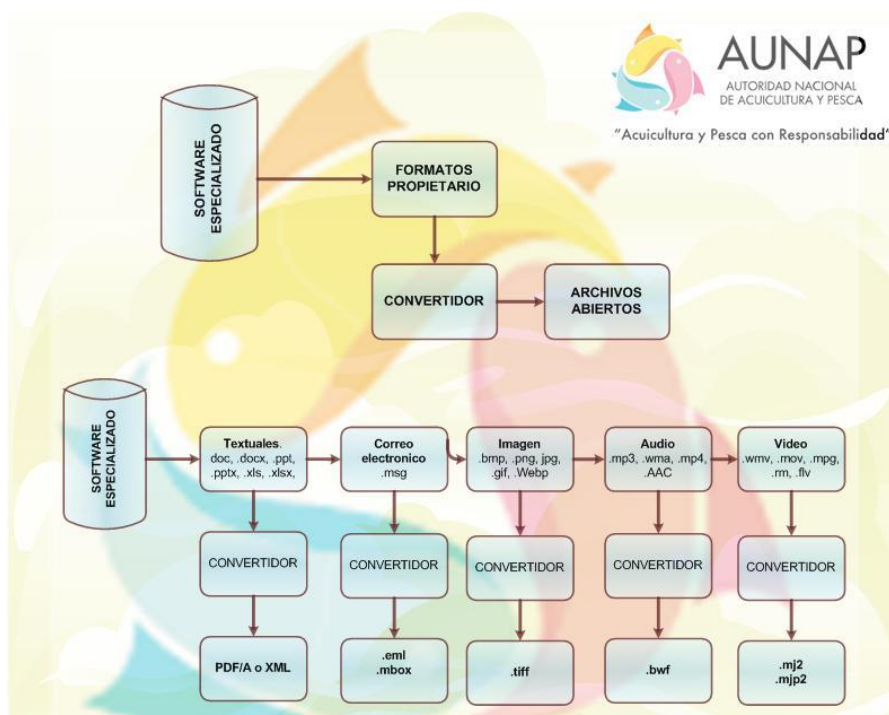 AUNAP
AUTORIDAD NACIONAL
DE ACUICULTURA Y PESCA
"Acuicultura y Pesca con Responsabilidad"
SOFTWARE
ESPECIALIZADO
FORMATOS
PROPIETARIO
CONVERTIDOR
ARCHIVOS
ABIERTOS
SOFTWARE
ESPECIALIZADO
Textuales.
doc, .docx, .ppt,
.pptx, .xls, .xlsx,
Correo
electronico
.msg
Imagen
.bmp, .png, jpg,
.gif, .Webp
Audio
.mp3, .wma, .mp4,
.AAC
Video
.wmv, .mov, .mpg,
.rm, .flv
CONVERTIDOR
CONVERTIDOR
CONVERTIDOR
CONVERTIDOR
CONVERTIDOR
PDF/A o XML
.eml
.mbox
.tiff
.bwf
.mj2
.mjp2